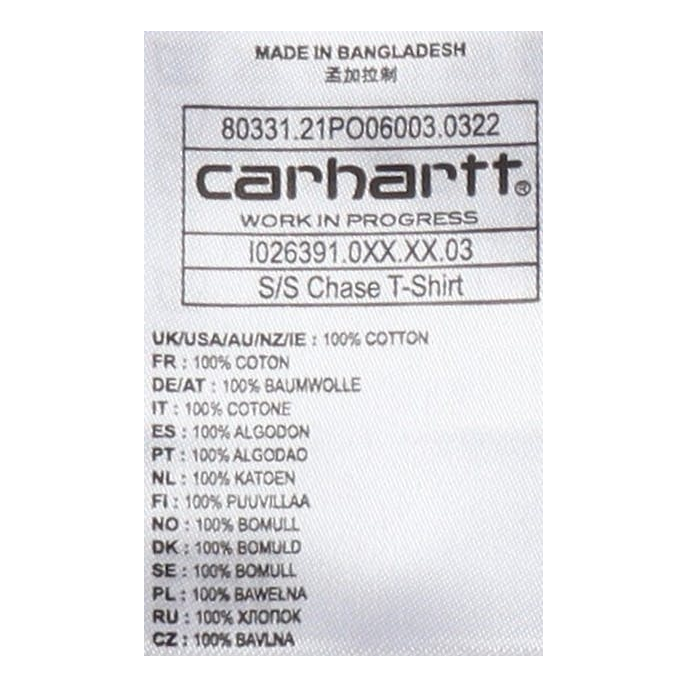 MADE IN BANGLADESH
孟加拉制
80331.21PO06003.0322
carhartt®
WORK IN PROGRESS
I026391.0XX.XX.03
S/S Chase T-Shirt
UK/USA/AU/NZ/IE : 100% COTTON
FR : 100% COTON
DE/AT : 100% BAUMWOLLE
IT : 100% COTONE
ES : 100% ALGODON
PT : 100% ALGODAO
NL : 100% KATOEN
FI : 100% PUUVILLAA
NO : 100% BOMULL
DK : 100% BOMULD
SE : 100% BOMULL
PL : 100% BAWEŁNA
RU : 100% ХЛОПОК
CZ : 100% BAVLNA